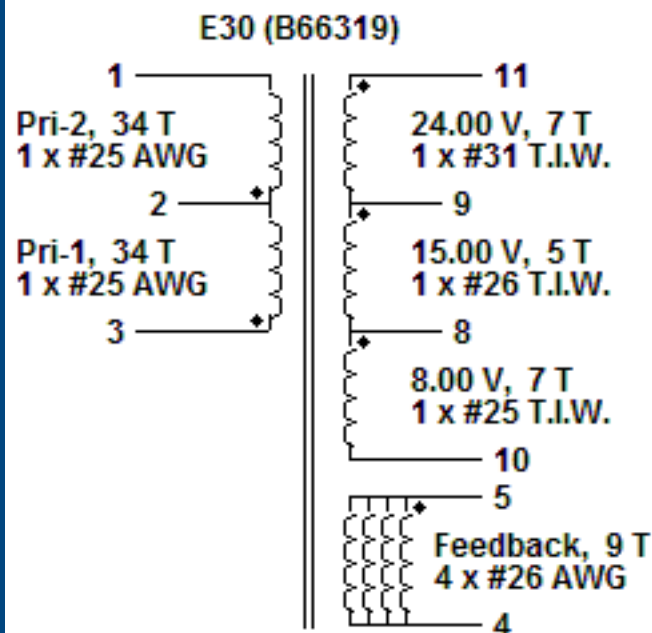 E30 (B66319)
1
11
Pri-2, 34 T
1 x #25 AWG
24.00 V, 7 T
1 x #31 T.I.W.
2
9
Pri-1, 34 T
1 x #25 AWG
15.00 V, 5 T
1 x #26 T.I.W.
3
8
8.00 V, 7 T
1 x #25 T.I.W.
10
5
Feedback, 9 T
4 x #26 AWG
4